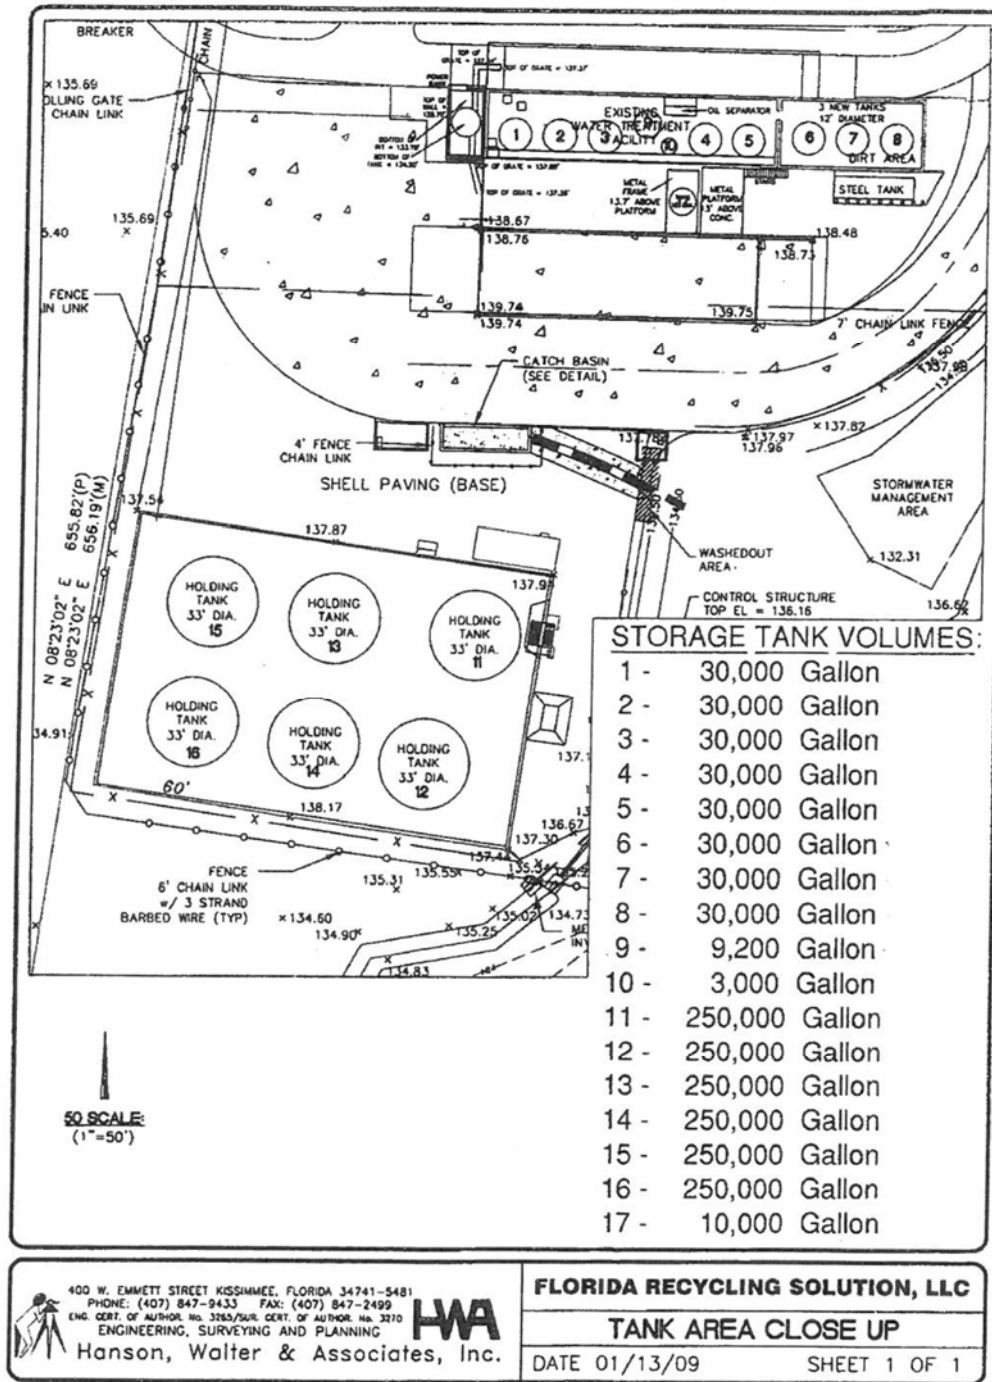 BREAKER
CHAIN
×135.69
OLLING GATE
CHAIN LINK
TOP OF GRATE = 137.37
POWER
EXISTING
WATER TREATMENT
FACILITY
OIL SEPARATOR
3 NEW TANKS
12' DIAMETER
DIRT AREA
1
2
3
9
10
4
5
6
7
8
BOTTOM OF
METAL
FRAME
13.7' ABOVE
PLATFORM
METAL
PLATFORM
13' ABOVE
CONC.
STEEL TANK
135.69
5.40
138.67
138.76
138.48
138.73
FENCE
IN LINK
139.74
139.74
139.75
7' CHAIN LINK FENCE
CATCH BASIN
(SEE DETAIL)
136.50
137.98
4' FENCE
CHAIN LINK
137.82
137.97
137.96
SHELL PAVING (BASE)
STORMWATER
MANAGEMENT
AREA
N 08°23'02" E 655.82'(P)
N 08°23'02" E 656.19'(M)
137.54
137.87
WASHEDOUT
AREA
132.31
CONTROL STRUCTURE
TOP EL = 136.16
136.62
HOLDING
TANK
33' DIA.
15
HOLDING
TANK
33' DIA.
13
HOLDING
TANK
33' DIA.
11
HOLDING
TANK
33' DIA.
16
HOLDING
TANK
33' DIA.
14
HOLDING
TANK
33' DIA.
12
34.91
60'
138.17
137.1
136.67
137.30
137.44
FENCE
6' CHAIN LINK
w/ 3 STRAND
BARBED WIRE (TYP)
135.55
135.31
×134.60
134.90
135.25
135.02
134.73
134.83
STORAGE TANK VOLUMES:
1 - 30,000 Gallon
2 - 30,000 Gallon
3 - 30,000 Gallon
4 - 30,000 Gallon
5 - 30,000 Gallon
6 - 30,000 Gallon
7 - 30,000 Gallon
8 - 30,000 Gallon
9 - 9,200 Gallon
10 - 3,000 Gallon
11 - 250,000 Gallon
12 - 250,000 Gallon
13 - 250,000 Gallon
14 - 250,000 Gallon
15 - 250,000 Gallon
16 - 250,000 Gallon
17 - 10,000 Gallon
50 SCALE:
(1"=50')
400 W. EMMETT STREET KISSIMMEE, FLORIDA 34741-5481
PHONE: (407) 847-9433 FAX: (407) 847-2499
ENG. CERT. OF AUTHOR. No. 3265/SUR. CERT. OF AUTHOR. No. 3270
ENGINEERING, SURVEYING AND PLANNING
Hanson, Walter & Associates, Inc.
HWA
FLORIDA RECYCLING SOLUTION, LLC
TANK AREA CLOSE UP
DATE 01/13/09 SHEET 1 OF 1